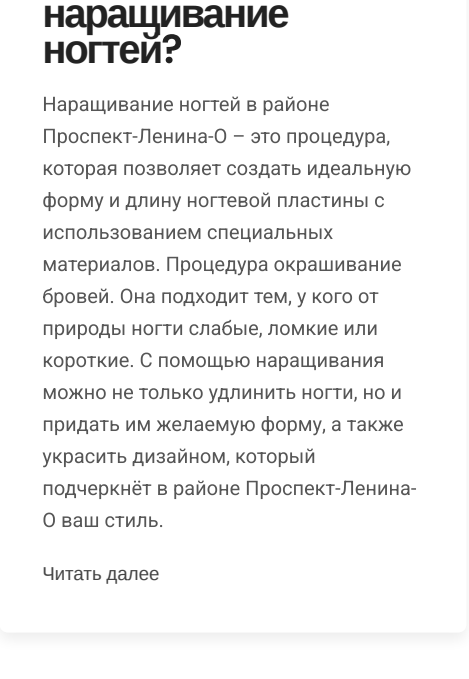 наращивание
ногтей?
Наращивание ногтей в районе
Проспект-Ленина-О – это процедура,
которая позволяет создать идеальную
форму и длину ногтевой пластины с
использованием специальных
материалов. Процедура окрашивание
бровей. Она подходит тем, у кого от
природы ногти слабые, ломкие или
короткие. С помощью наращивания
можно не только удлинить ногти, но и
придать им желаемую форму, а также
украсить дизайном, который
подчеркнёт в районе Проспект-Ленина-
О ваш стиль.
Читать далее